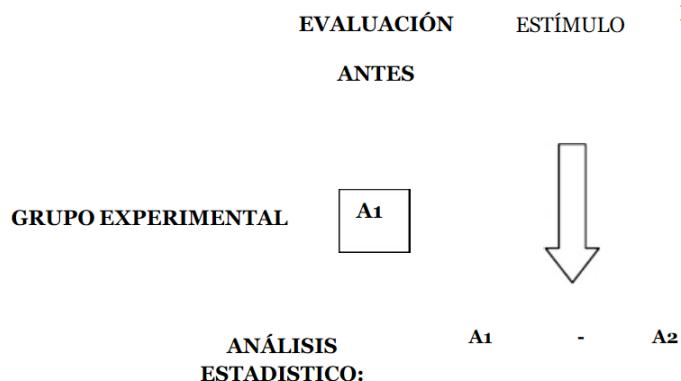 EVALUACIÓN ESTÍMULO
ANTES
GRUPO EXPERIMENTAL A1
ANÁLISIS A1 - A2
ESTADISTICO: